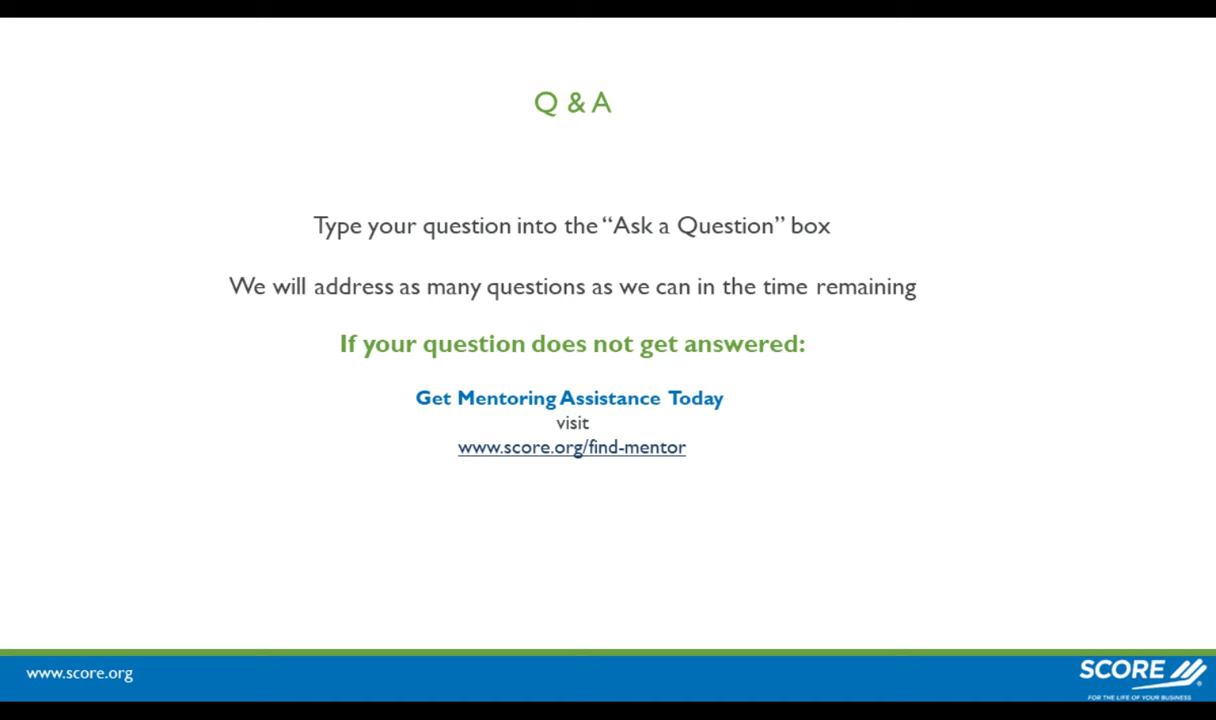 Q & A
Type your question into the “Ask a Question” box
We will address as many questions as we can in the time remaining
If your question does not get answered:
Get Mentoring Assistance Today
visit
www.score.org/find-mentor
www.score.org
SCORE
FOR THE LIFE OF YOUR BUSINESS